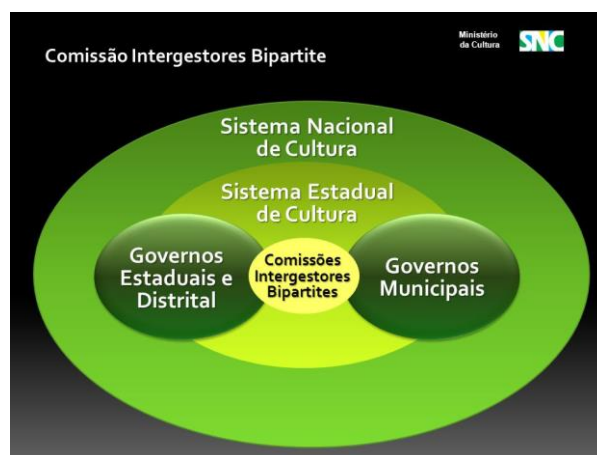 Comissão Intergestores Bipartite
Ministério
da Cultura
SNC
Sistema Nacional
de Cultura
Sistema Estadual
de Cultura
Governos
Estaduais e
Distrital
Comissões
Intergestores
Bipartites
Governos
Municipais